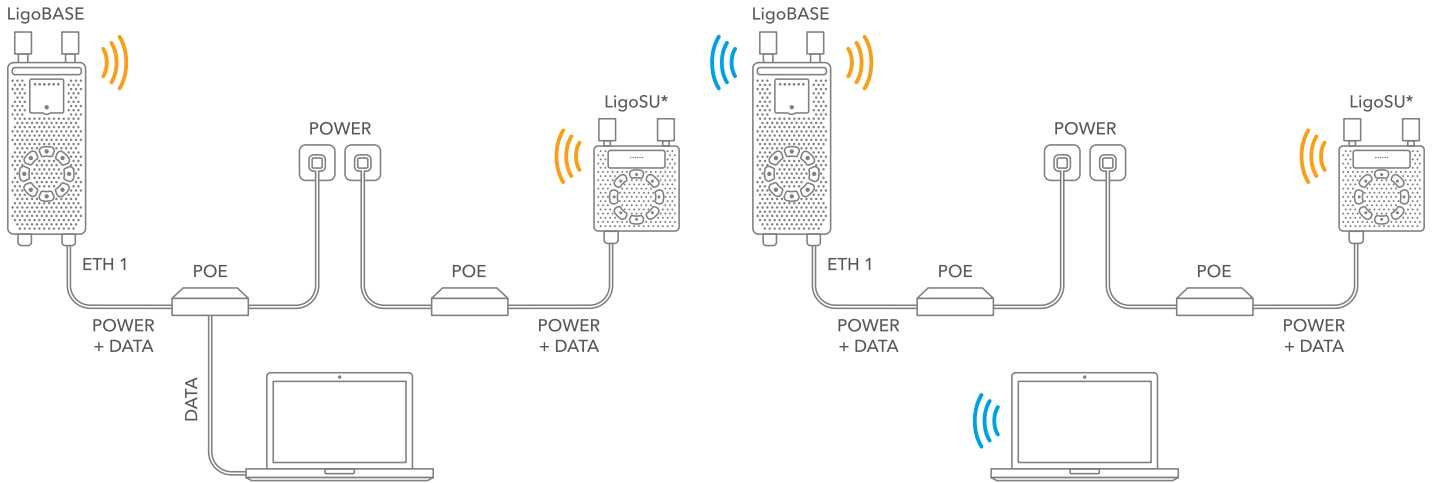 LigoBASE
LigoSU*
POWER
ETH 1
POE
POE
POWER
+ DATA
POWER
+ DATA
DATA
LigoBASE
LigoSU*
POWER
ETH 1
POE
POE
POWER
+ DATA
POWER
+ DATA